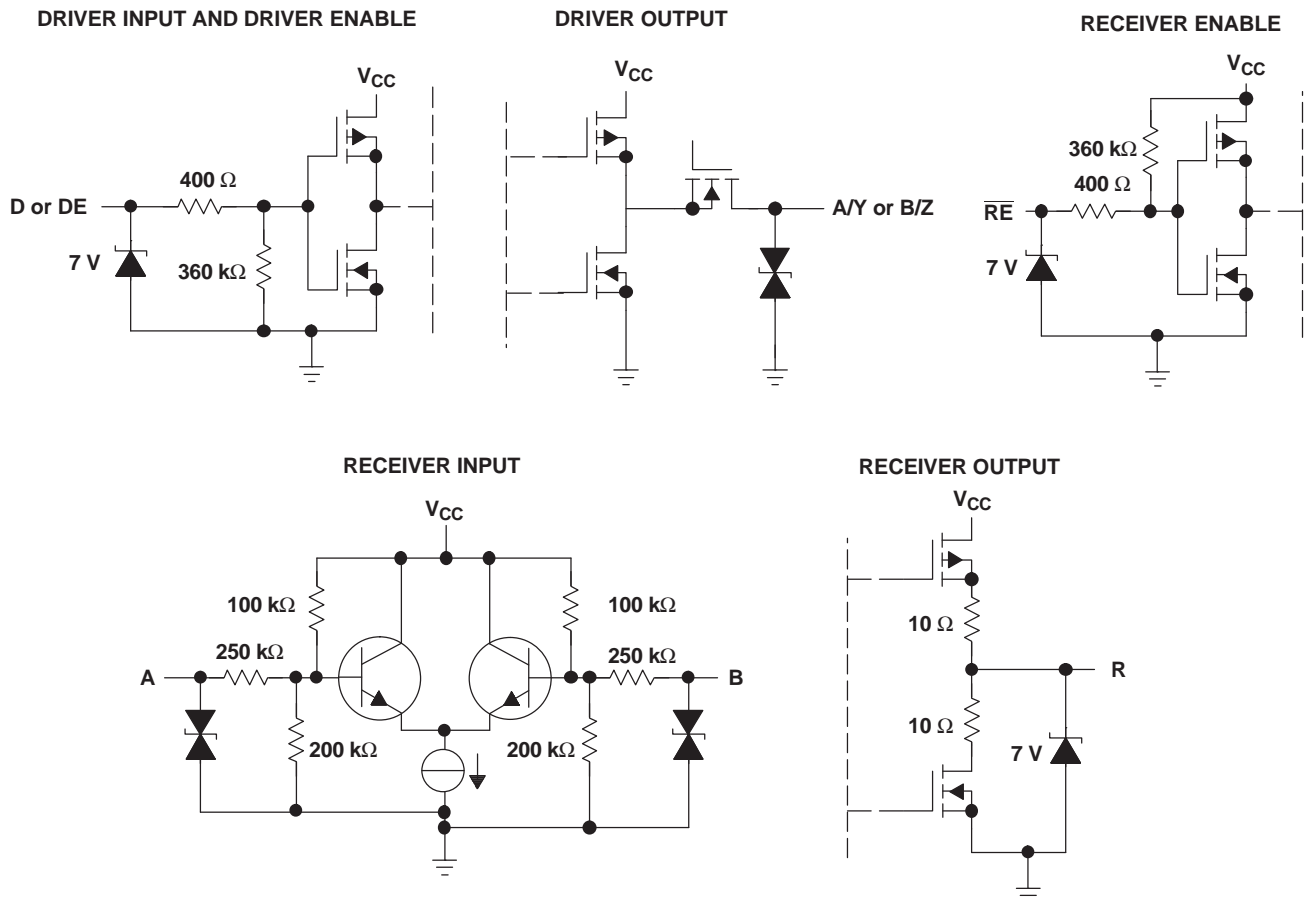 DRIVER INPUT AND DRIVER ENABLE
VCC
400 Ω
D or DE
7 V
360 kΩ
DRIVER OUTPUT
VCC
A/Y or B/Z
RECEIVER ENABLE
VCC
360 kΩ
400 Ω
R̅E̅
7 V
RECEIVER INPUT
VCC
100 kΩ
100 kΩ
250 kΩ
250 kΩ
A
B
200 kΩ
200 kΩ
RECEIVER OUTPUT
VCC
10 Ω
R
10 Ω
7 V